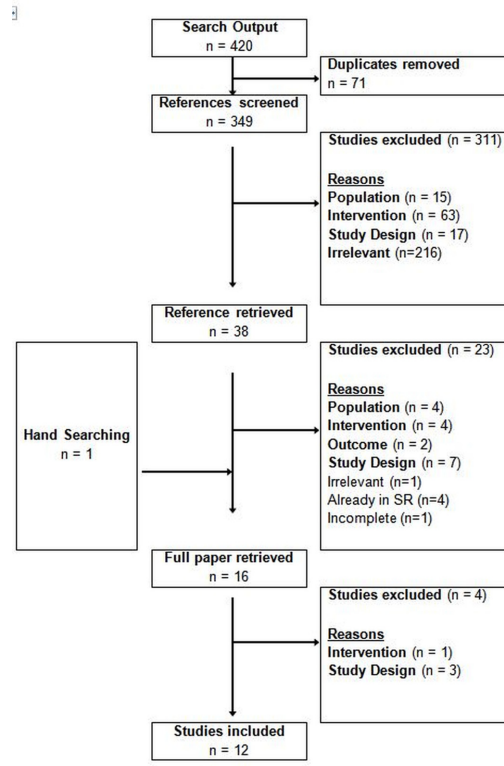 Search Output
n = 420
Duplicates removed
n = 71
References screened
n = 349
Studies excluded (n = 311)
Reasons
Population (n = 15)
Intervention (n = 63)
Study Design (n = 17)
Irrelevant (n=216)
Reference retrieved
n = 38
Studies excluded (n = 23)
Reasons
Population (n = 4)
Intervention (n = 4)
Outcome (n = 2)
Study Design (n = 7)
Irrelevant (n=1)
Already in SR (n=4)
Incomplete (n=1)
Hand Searching
n = 1
Full paper retrieved
n = 16
Studies excluded (n = 4)
Reasons
Intervention (n = 1)
Study Design (n = 3)
Studies included
n = 12